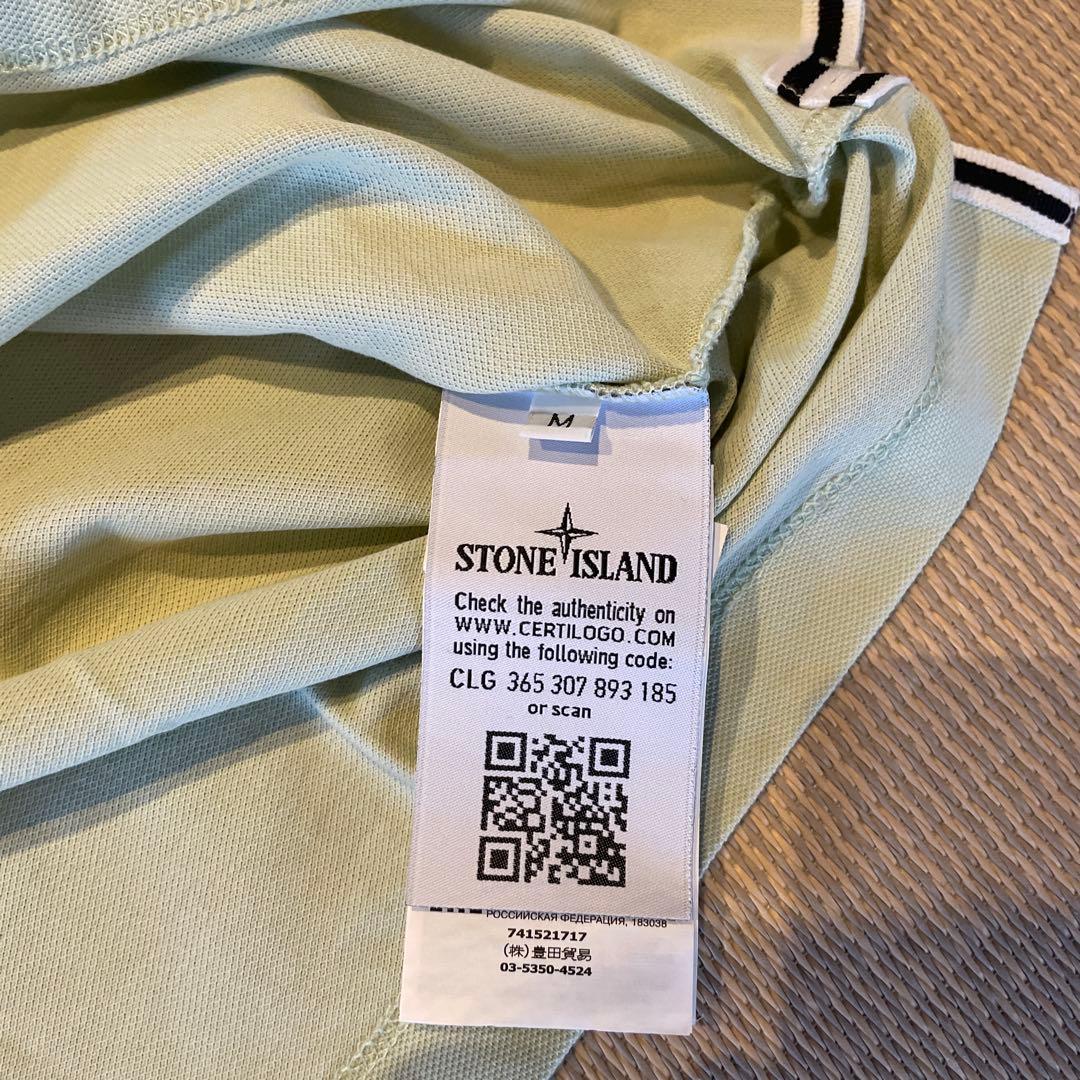 M
STONE ISLAND
Check the authenticity on
WWW.CERTILOGO.COM
using the following code:
CLG 365 307 893 185
or scan
РОССИЙСКАЯ ФЕДЕРАЦИЯ, 183038
741521717
(株)豊田貿易
03-5350-4524